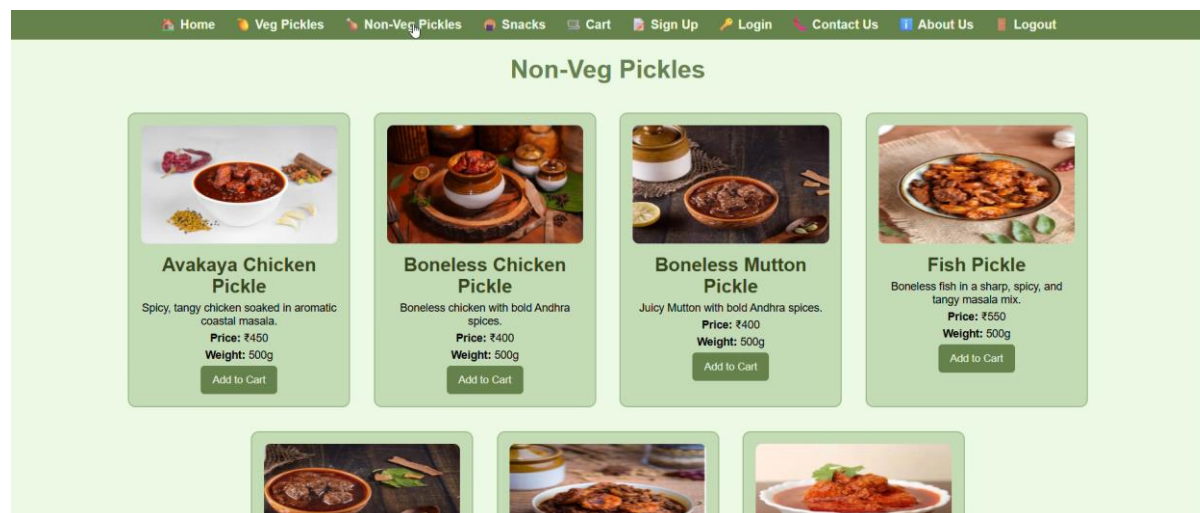 Home Veg Pickles Non-Veg Pickles Snacks Cart Sign Up Login Contact Us About Us Logout
Non-Veg Pickles
Avakaya Chicken
Pickle
Spicy, tangy chicken soaked in aromatic
coastal masala.
Price: ₹450
Weight: 500g
Add to Cart
Boneless Chicken
Pickle
Boneless chicken with bold Andhra
spices.
Price: ₹400
Weight: 500g
Add to Cart
Boneless Mutton
Pickle
Juicy Mutton with bold Andhra spices.
Price: ₹400
Weight: 500g
Add to Cart
Fish Pickle
Boneless fish in a sharp, spicy, and
tangy masala mix.
Price: ₹550
Weight: 500g
Add to Cart